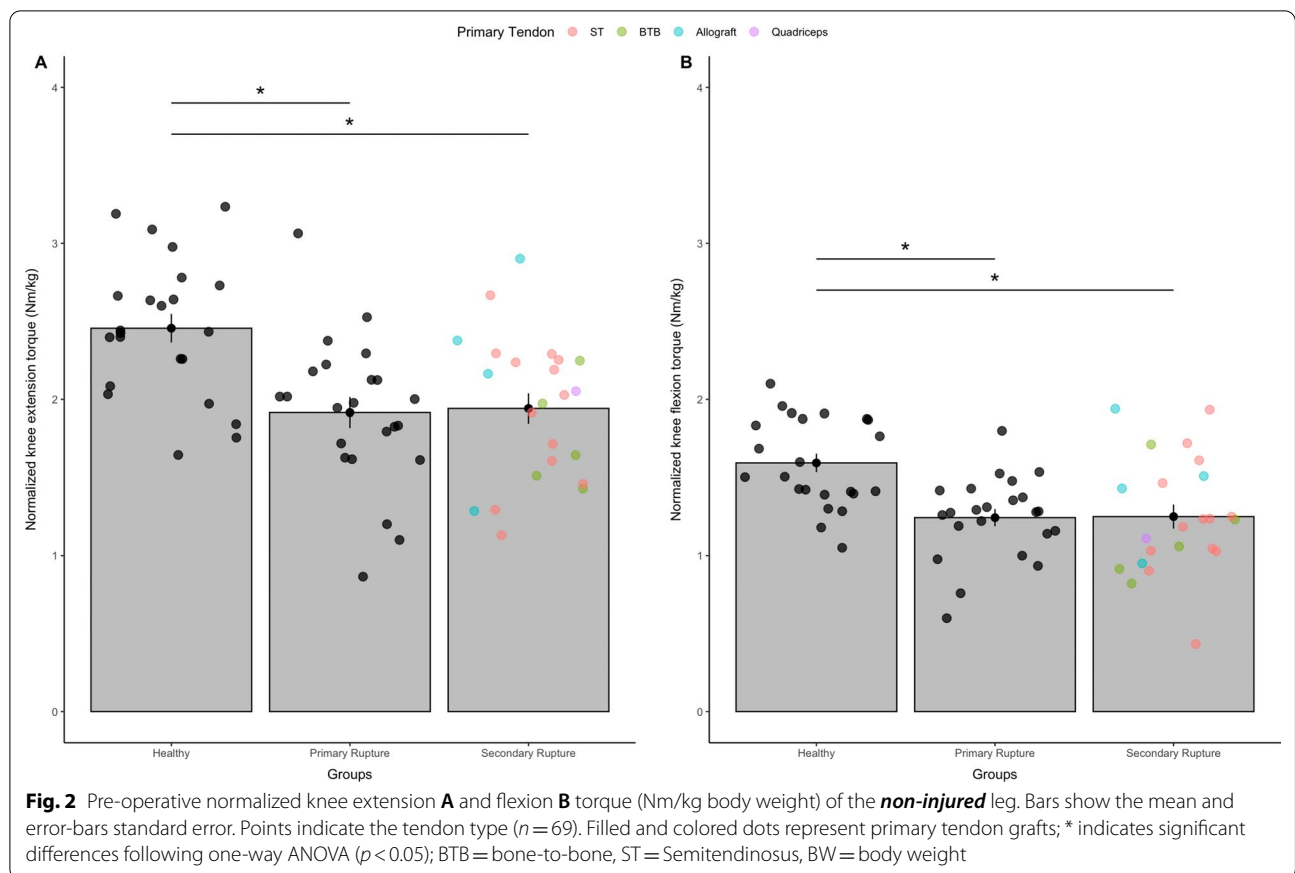 Primary Tendon ST BTB Allograft Quadriceps
A
Normalized knee extension torque (Nm/kg)
4
3
2
1
0
*
*
Healthy Primary Rupture Secondary Rupture
Groups
B
Normalized knee flexion torque (Nm/kg)
4
3
2
1
0
*
*
Healthy Primary Rupture Secondary Rupture
Groups
Fig. 2 Pre-operative normalized knee extension A and flexion B torque (Nm/kg body weight) of the non-injured leg. Bars show the mean and
error-bars standard error. Points indicate the tendon type (n = 69). Filled and colored dots represent primary tendon grafts; * indicates significant
differences following one-way ANOVA (p < 0.05); BTB = bone-to-bone, ST = Semitendinosus, BW = body weight